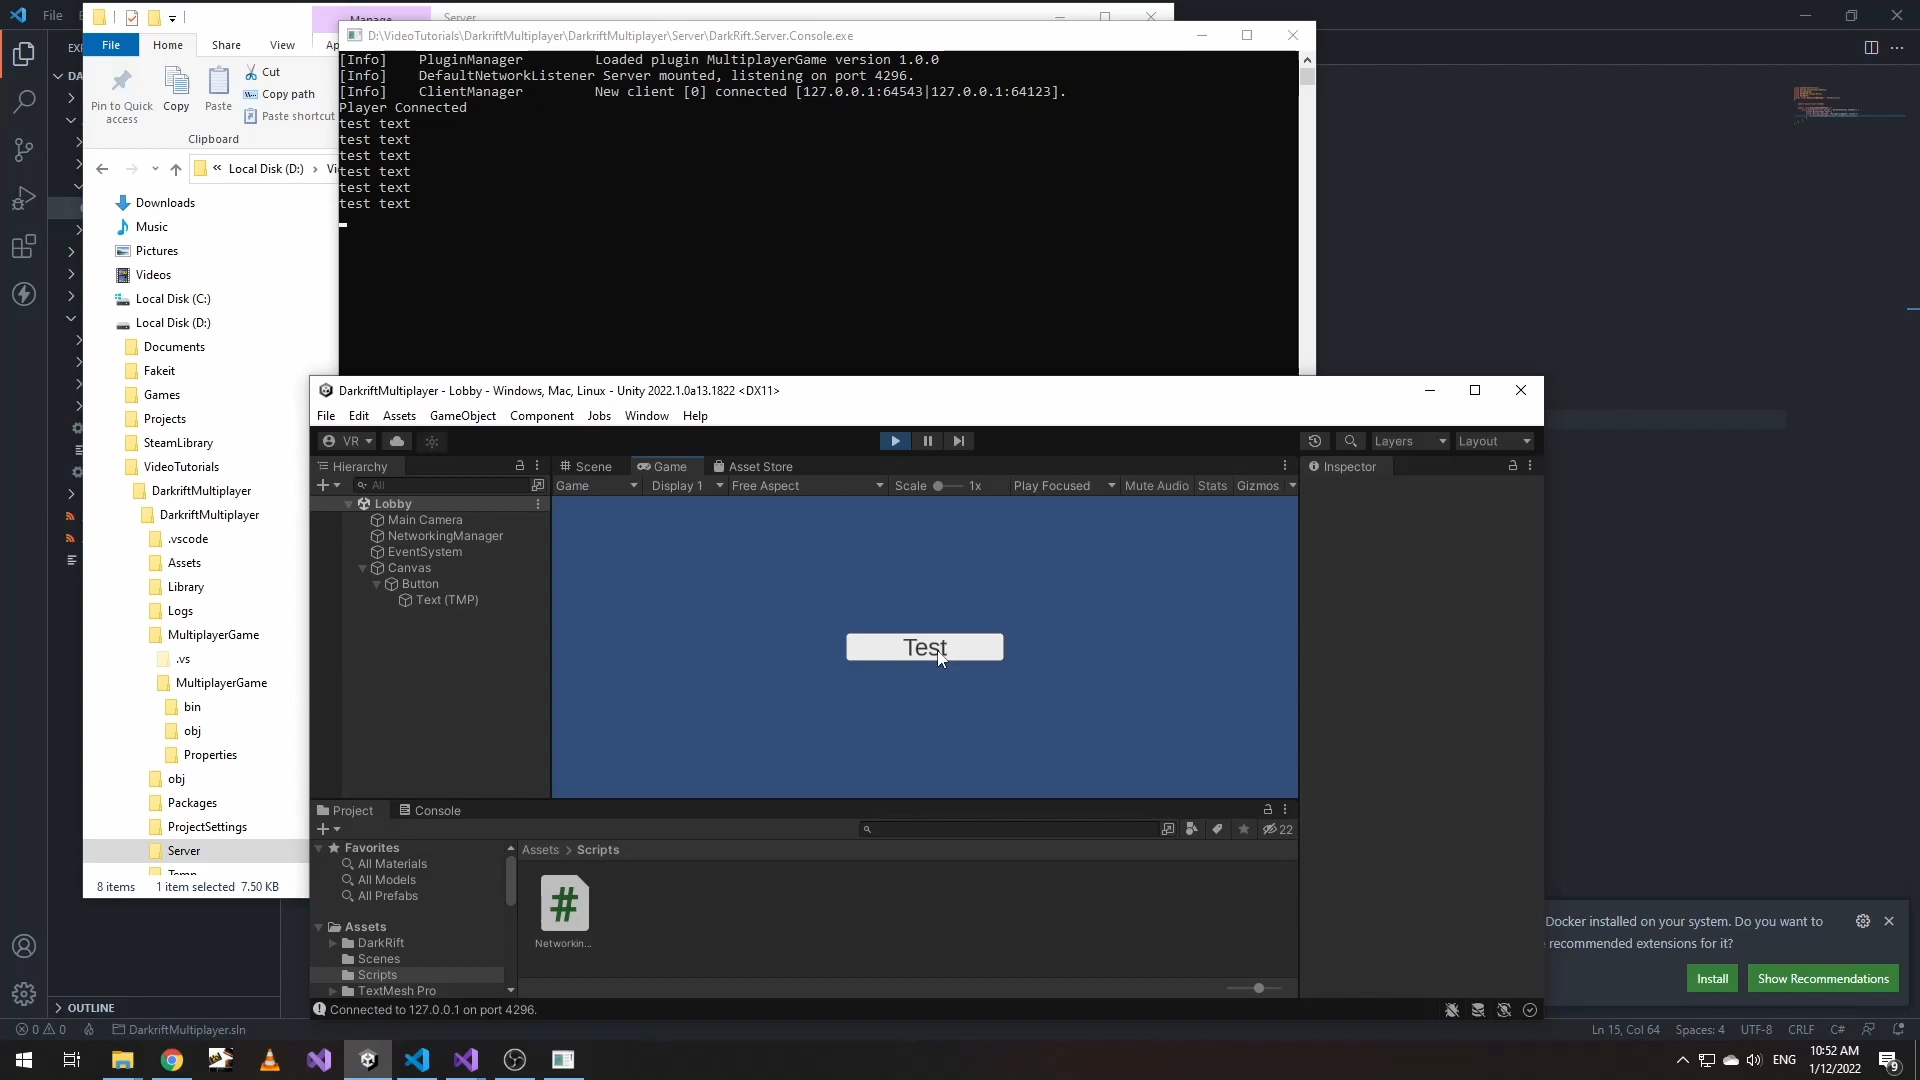 File
Manage
Server
File
Home
Share
View
Pin to Quick
access
Copy
Paste
Cut
Copy path
Paste shortcut
Clipboard
Local Disk (D:)
Downloads
Music
Pictures
Videos
Local Disk (C:)
Local Disk (D:)
Documents
Fakeit
Games
Projects
SteamLibrary
VideoTutorials
DarkriftMultiplayer
DarkriftMultiplayer
.vscode
Assets
Library
Logs
MultiplayerGame
.vs
MultiplayerGame
bin
obj
Properties
obj
Packages
ProjectSettings
Server
Temp
8 items 1 item selected 7.50 KB
D:\VideoTutorials\DarkriftMultiplayer\DarkriftMultiplayer\Server\DarkRift.Server.Console.exe
[Info] PluginManager Loaded plugin MultiplayerGame version 1.0.0
[Info] DefaultNetworkListener Server mounted, listening on port 4296.
[Info] ClientManager New client [0] connected [127.0.0.1:64543|127.0.0.1:64123].
Player Connected
test text
test text
test text
test text
test text
test text
DarkriftMultiplayer - Lobby - Windows, Mac, Linux - Unity 2022.1.0a13.1822 <DX11>
File Edit Assets GameObject Component Jobs Window Help
VR
Layers
Layout
Hierarchy
All
Lobby
Main Camera
NetworkingManager
EventSystem
Canvas
Button
Text (TMP)
Scene
Game
Asset Store
Game Display 1 Free Aspect Scale 1x Play Focused Mute Audio Stats Gizmos
Test
Inspector
Project
Console
22
Favorites
All Materials
All Models
All Prefabs
Assets
DarkRift
Scenes
Scripts
TextMesh Pro
Assets > Scripts
#
Networkin...
Connected to 127.0.0.1 on port 4296.
Docker installed on your system. Do you want to
recommended extensions for it?
Install
Show Recommendations
OUTLINE
0 0
DarkriftMultiplayer.sln
Ln 15, Col 64 Spaces: 4 UTF-8 CRLF C#
ENG
10:52 AM
1/12/2022
9